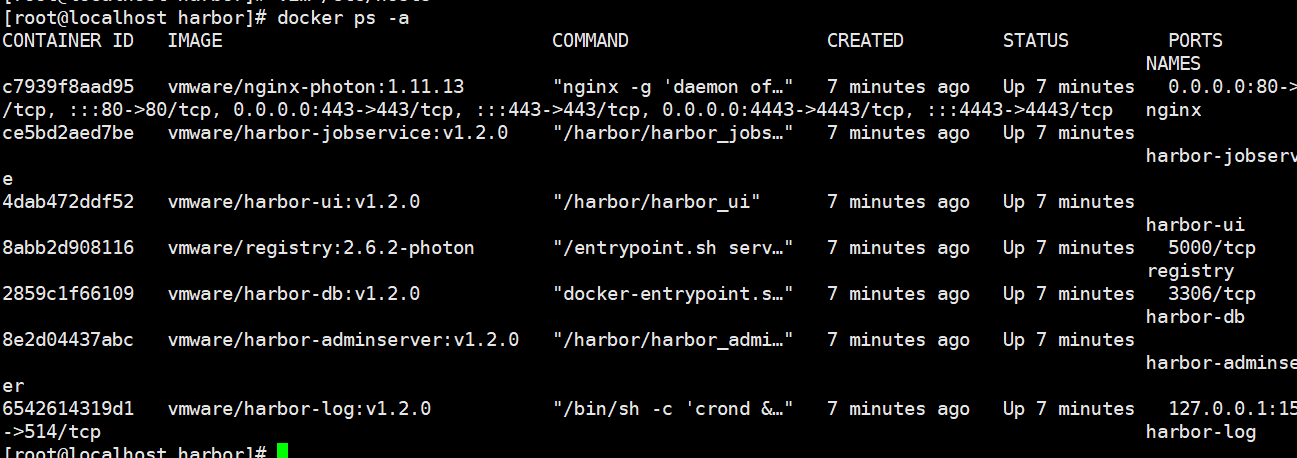 [root@localhost harbor]# docker ps -a
CONTAINER ID   IMAGE                              COMMAND                  CREATED         STATUS         PORTS
NAMES
c7939f8aad95   vmware/nginx-photon:1.11.13        "nginx -g 'daemon of…"   7 minutes ago   Up 7 minutes   0.0.0.0:80->
/tcp, :::80->80/tcp, 0.0.0.0:443->443/tcp, :::443->443/tcp, 0.0.0.0:4443->4443/tcp, :::4443->4443/tcp   nginx
ce5bd2aed7be   vmware/harbor-jobservice:v1.2.0    "/harbor/harbor_jobs…"   7 minutes ago   Up 7 minutes
harbor-jobserv
e
4dab472ddf52   vmware/harbor-ui:v1.2.0            "/harbor/harbor_ui"      7 minutes ago   Up 7 minutes
harbor-ui
8abb2d908116   vmware/registry:2.6.2-photon       "/entrypoint.sh serv…"   7 minutes ago   Up 7 minutes   5000/tcp
registry
2859c1f66109   vmware/harbor-db:v1.2.0            "docker-entrypoint.s…"   7 minutes ago   Up 7 minutes   3306/tcp
harbor-db
8e2d04437abc   vmware/harbor-adminserver:v1.2.0   "/harbor/harbor_admi…"   7 minutes ago   Up 7 minutes
harbor-adminse
er
6542614319d1   vmware/harbor-log:v1.2.0           "/bin/sh -c 'crond &…"   7 minutes ago   Up 7 minutes   127.0.0.1:15
->514/tcp   harbor-log
[root@localhost harbor]#